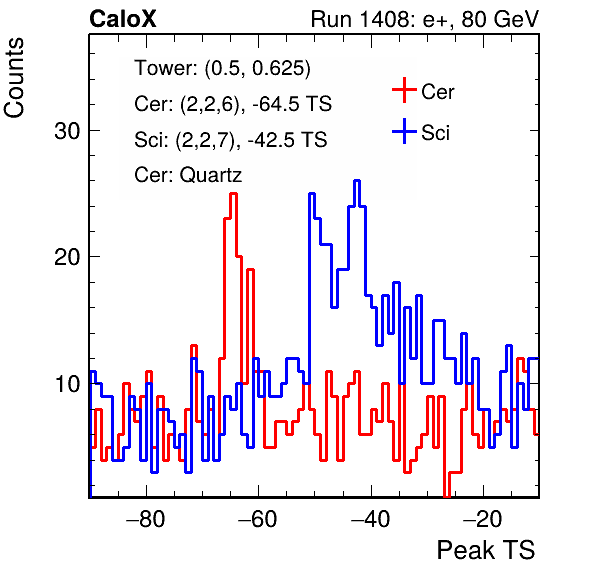 CaloX Run 1408: e+, 80 GeV
Counts
Tower: (0.5, 0.625)
Cer: (2,2,6), -64.5 TS
Sci: (2,2,7), -42.5 TS
Cer: Quartz
Cer
Sci
30
20
10
−80 −60 −40 −20
Peak TS